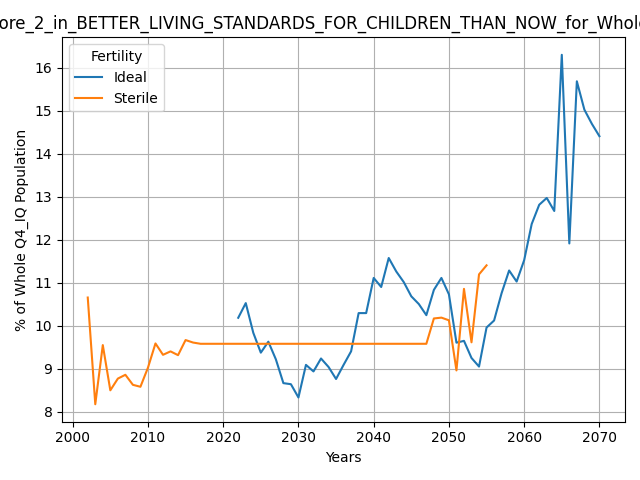 ore_2_in_BETTER_LIVING_STANDARDS_FOR_CHILDREN_THAN_NOW_for_Whole
Fertility
Ideal
Sterile
% of Whole Q4_IQ Population
16
15
14
13
12
11
10
9
8
2000 2010 2020 2030 2040 2050 2060 2070
Years